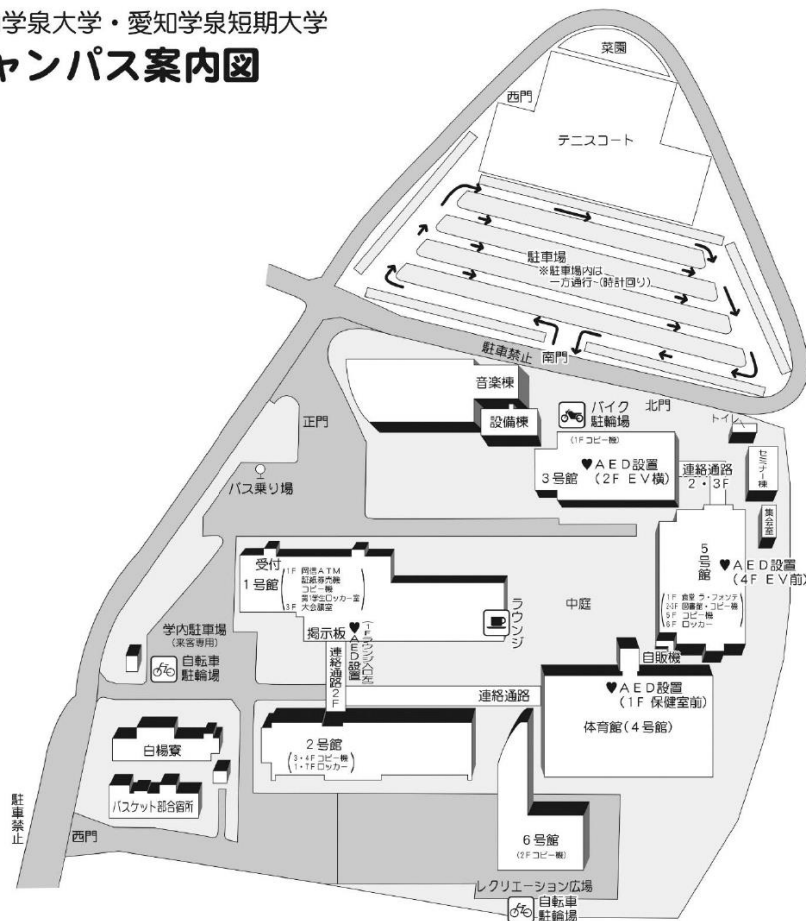 学泉大学・愛知学泉短期大学
ャンパス案内図
菜園
西門
テニスコート
駐車場
※駐車場内は
一方通行~(時計回り)
駐車禁止
南門
音楽棟
設備棟
バイク
駐輪場
北門
トイレ
正門
(1Fコピー機)
3号館
♥AED設置
(2F EV横)
連絡通路
2・3F
セミナー棟
集会室
バス乗り場
5号館
♥AED設置
(4F EV前)
1F 食堂 ラ・フォンテ
図書館・コピー機
5F コピー機
6F ロッカー
受付
1号館
1F 岡信ATM
証紙券売機
コピー機
第1学生ロッカー室
3F 大会議室
ラウンジ
中庭
掲示板
♥AED設置
(1Fラウンジ入口左)
学内駐車場
(来客専用)
自転車
駐輪場
連絡通路2F
連絡通路
自販機
♥AED設置
(1F 保健室前)
体育館(4号館)
2号館
3・4Fコピー機
1・7Fロッカー
白楊寮
バスケット部合宿所
駐車禁止
西門
6号館
(2Fコピー機)
レクリエーション広場
自転車
駐輪場